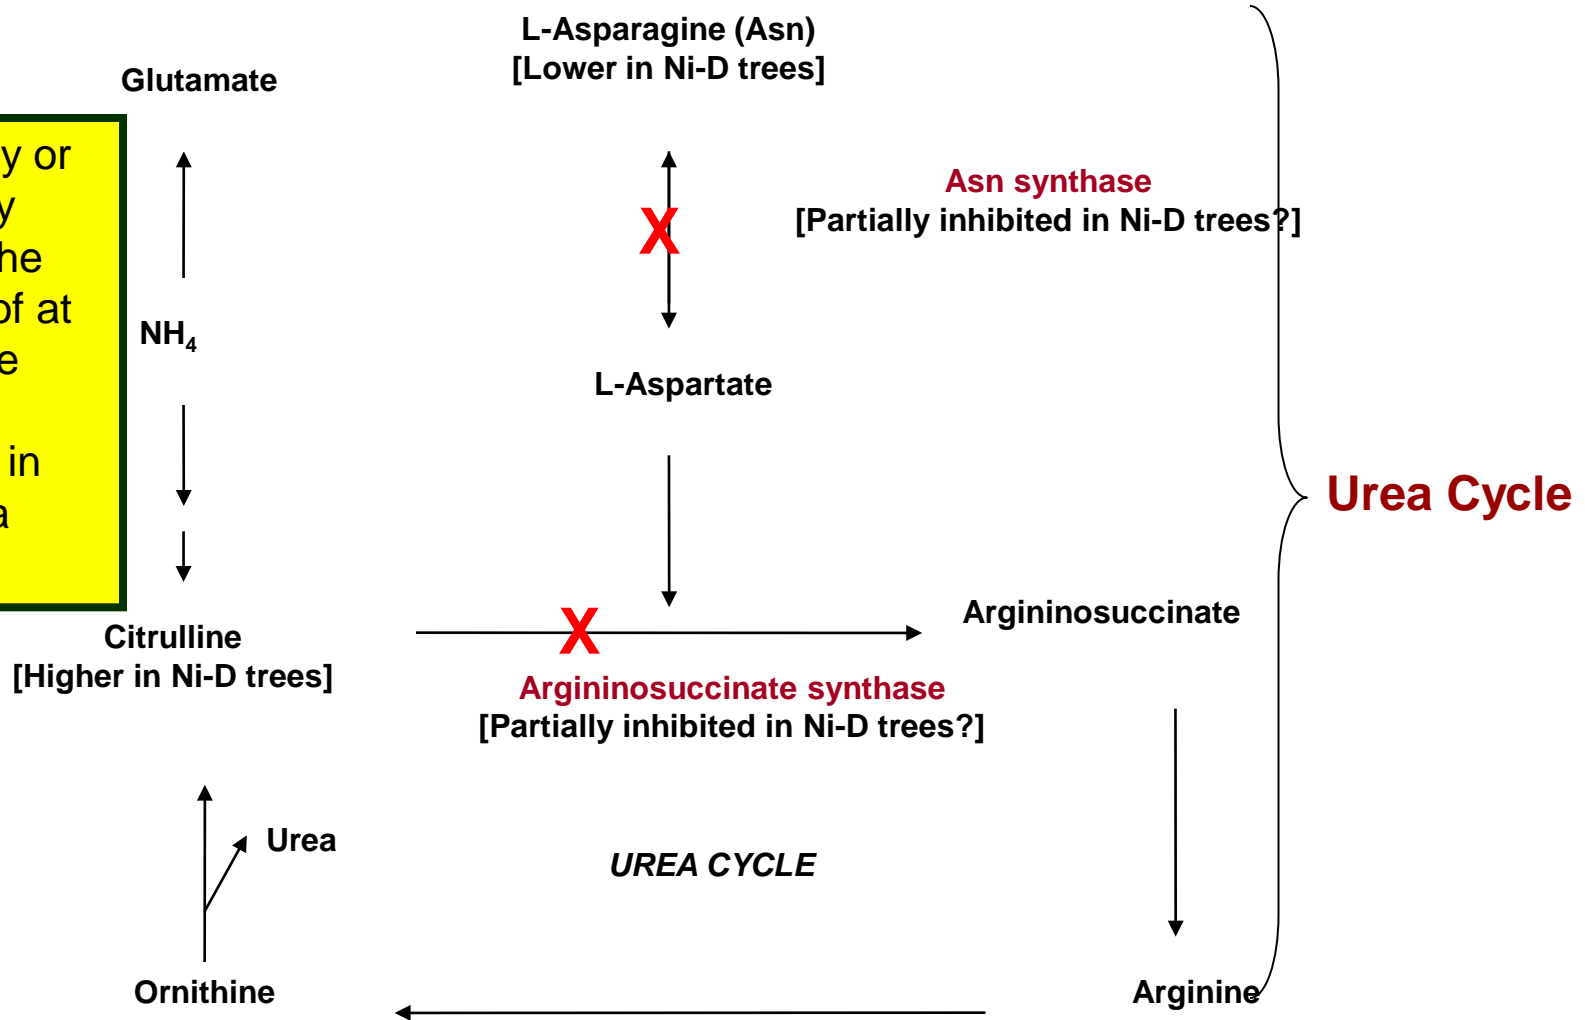 L-Asparagine (Asn)
[Lower in Ni-D trees]
Glutamate
y or
y
he
of at
e
in
a
Asn synthase
[Partially inhibited in Ni-D trees?]
NH₄
L-Aspartate
Urea Cycle
Citrulline
[Higher in Ni-D trees]
Argininosuccinate
Argininosuccinate synthase
[Partially inhibited in Ni-D trees?]
X
X
Urea
UREA CYCLE
Ornithine
Arginine